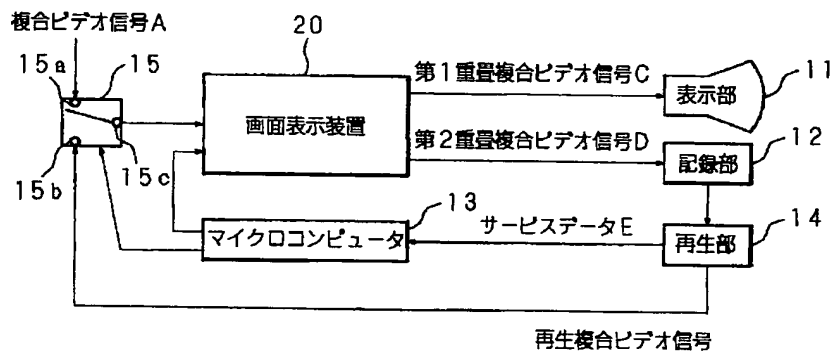 複合ビデオ信号A
20
15a
15
第1重畳複合ビデオ信号C
11
表示部
画面表示装置
第2重畳複合ビデオ信号D
12
記録部
15b
15c
13
サービスデータE
14
マイクロコンピュータ
再生部
再生複合ビデオ信号